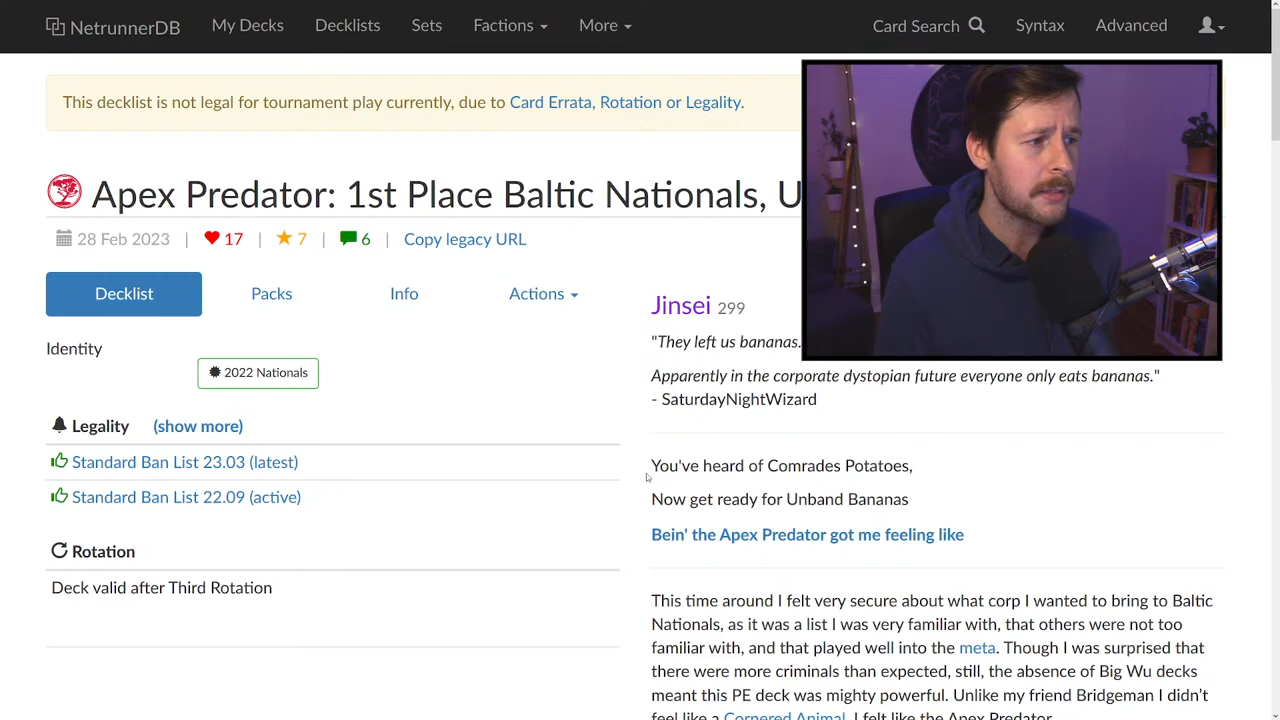 NetrunnerDB My Decks Decklists Sets Factions More Card Search Syntax Advanced
This decklist is not legal for tournament play currently, due to Card Errata, Rotation or Legality.
Apex Predator: 1st Place Baltic Nationals, U
28 Feb 2023 | 17 | 7 | 6 | Copy legacy URL
Decklist Packs Info Actions
Identity
2022 Nationals
Legality (show more)
Standard Ban List 23.03 (latest)
Standard Ban List 22.09 (active)
Rotation
Deck valid after Third Rotation
Jinsei 299
"They left us bananas.
Apparently in the corporate dystopian future everyone only eats bananas."
- SaturdayNightWizard
You've heard of Comrades Potatoes,
Now get ready for Unband Bananas
Bein' the Apex Predator got me feeling like
This time around I felt very secure about what corp I wanted to bring to Baltic
Nationals, as it was a list I was very familiar with, that others were not too
familiar with, and that played well into the meta. Though I was surprised that
there were more criminals than expected, still, the absence of Big Wu decks
meant this PE deck was mighty powerful. Unlike my friend Bridgeman I didn't
feel like a Cornered Animal, I felt like the Apex Predator